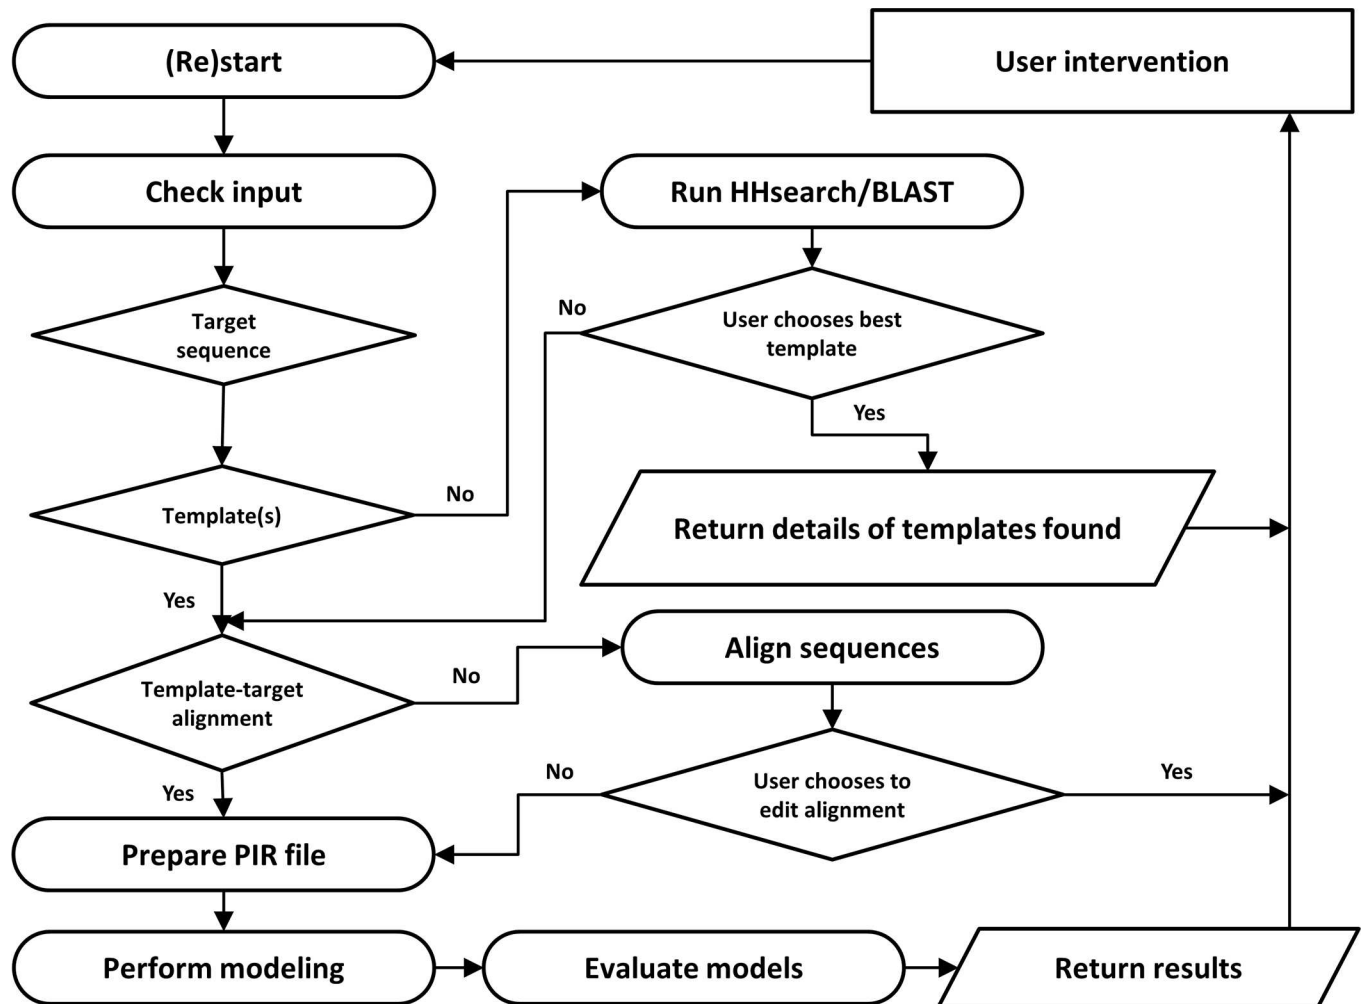 (Re)start
User intervention
Check input
Run HHsearch/BLAST
Target
sequence
No
User chooses best
template
Yes
Template(s)
No
Return details of templates found
Yes
Align sequences
Template-target
alignment
No
No
User chooses to
edit alignment
Yes
Yes
Prepare PIR file
Perform modeling
Evaluate models
Return results